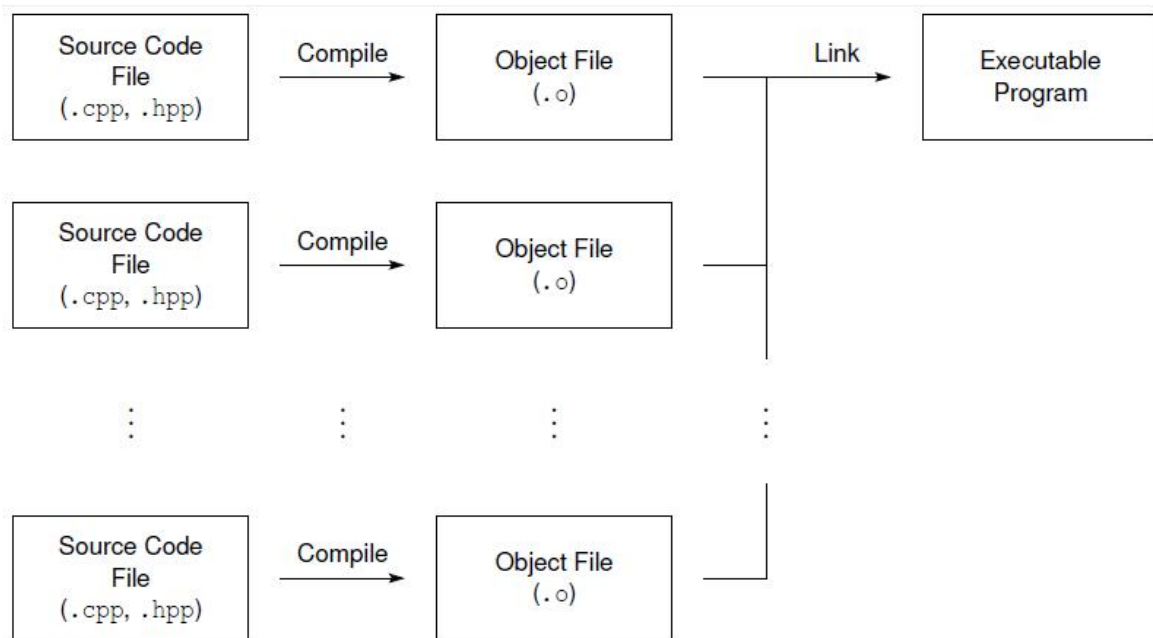 Source Code
File
(.cpp, .hpp)
Compile
Object File
(.o)
Link
Executable
Program
Source Code
File
(.cpp, .hpp)
Compile
Object File
(.o)
Source Code
File
(.cpp, .hpp)
Compile
Object File
(.o)